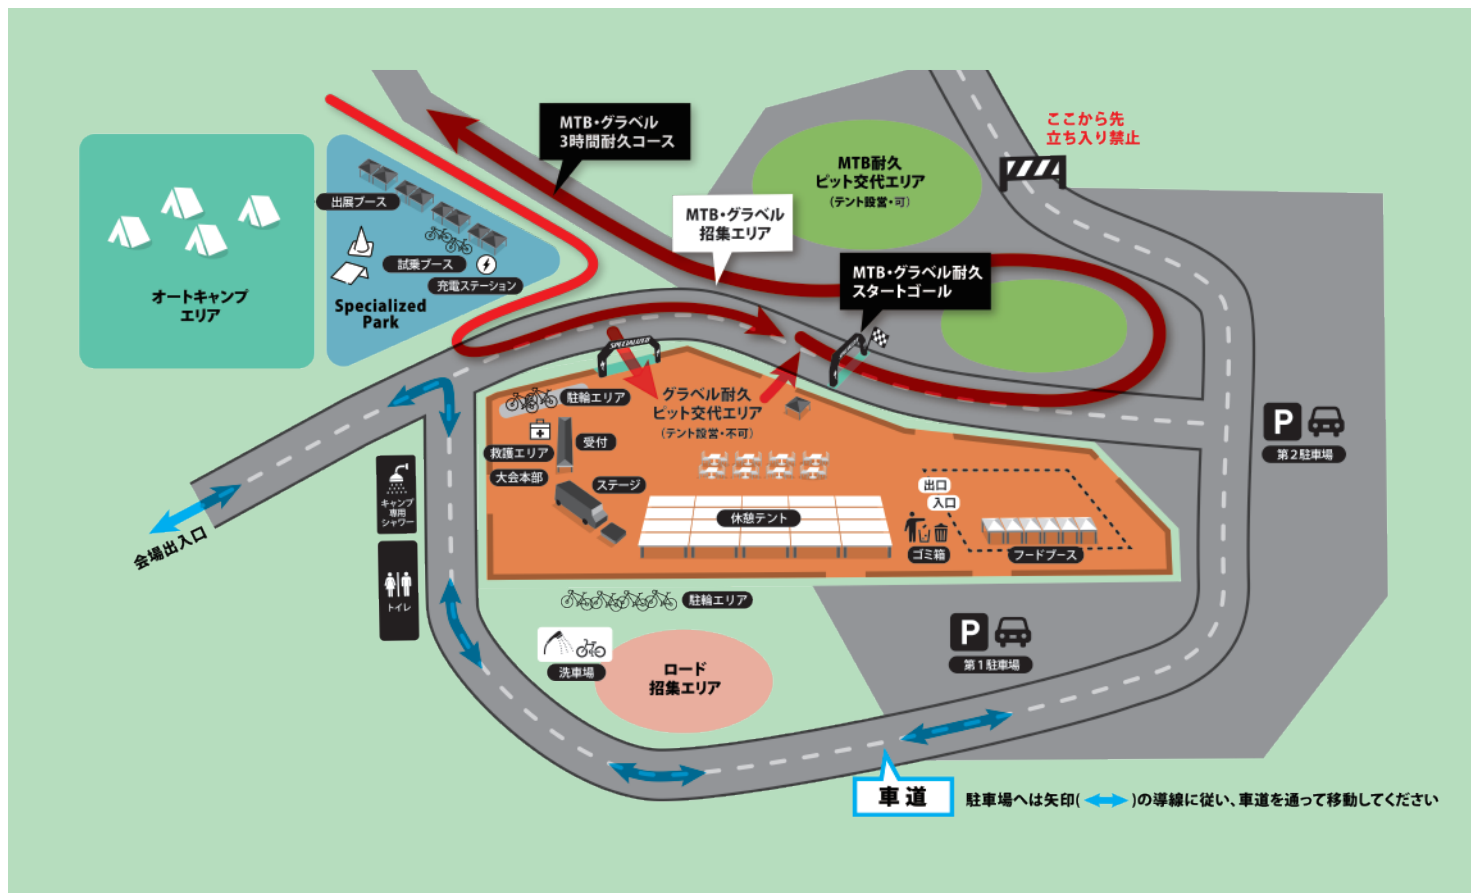 ここから先
立ち入り禁止
MTB・グラベル
3時間耐久コース
MTB耐久
ピット交代エリア
(テント設営・可)
MTB・グラベル
招集エリア
MTB・グラベル耐久
スタートゴール
出展ブース
試乗ブース
充電ステーション
Specialized
Park
オートキャンプ
エリア
SPECIALIZED
駐輪エリア
グラベル耐久
ピット交代エリア
(テント設営・不可)
受付
救護エリア
大会本部
ステージ
休憩テント
出口
入口
ゴミ箱
フードブース
P
第2駐車場
キャンプ
専用
シャワー
トイレ
会場出入口
駐輪エリア
洗車場
ロード
招集エリア
P
第1駐車場
車道
駐車場へは矢印( )の導線に従い、車道を通って移動してください